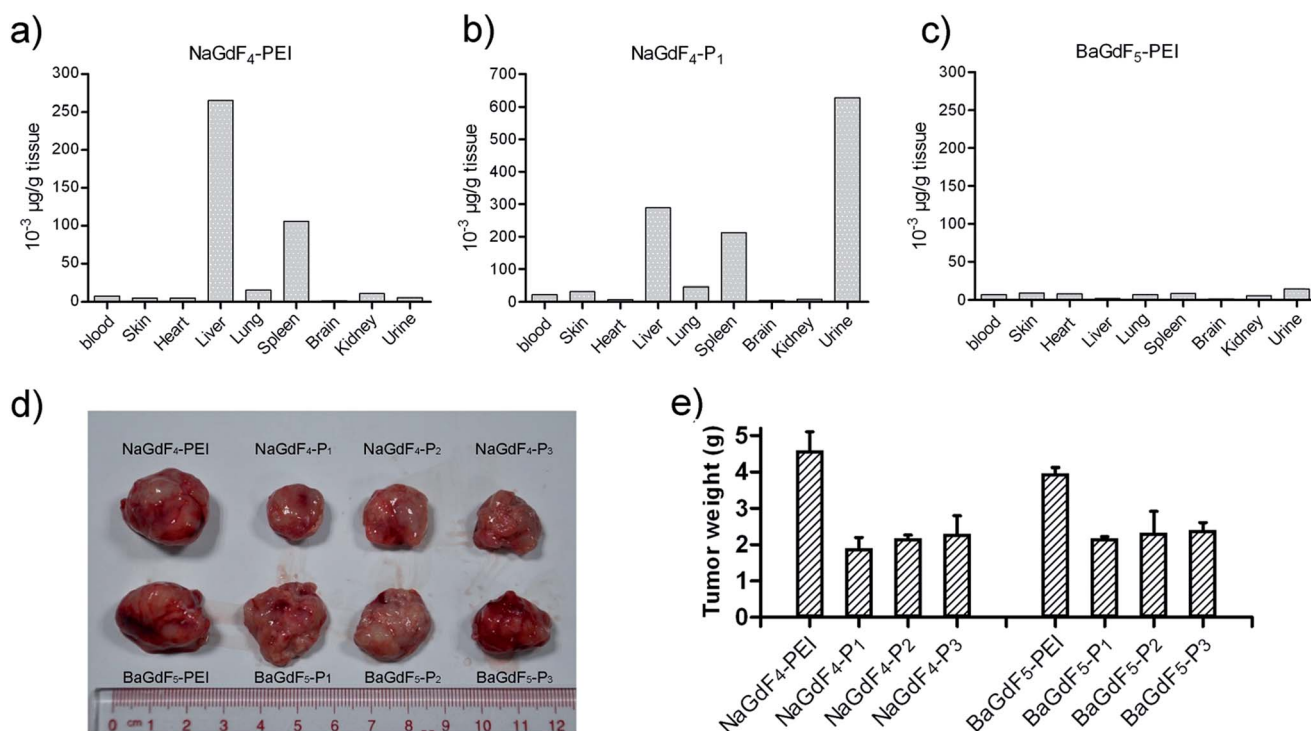 a)
NaGdF₄-PEI
10⁻³ µg/g tissue
300
250
200
150
100
50
0
blood
Skin
Heart
Liver
Lung
Spleen
Brain
Kidney
Urine
b)
NaGdF₄-P₁
10⁻³ µg/g tissue
700
600
500
400
300
200
100
0
blood
Skin
Heart
Liver
Lung
Spleen
Brain
Kidney
Urine
c)
BaGdF₅-PEI
10⁻³ µg/g tissue
300
250
200
150
100
50
0
blood
Skin
Heart
Liver
Lung
Spleen
Brain
Kidney
Urine
d)
NaGdF₄-PEI NaGdF₄-P₁ NaGdF₄-P₂ NaGdF₄-P₃
BaGdF₅-PEI BaGdF₅-P₁ BaGdF₅-P₂ BaGdF₅-P₃
0 cm 1 2 3 4 5 6 7 8 9 10 11 12
e)
Tumor weight (g)
5
4
3
2
1
0
NaGdF₄-PEI
NaGdF₄-P₁
NaGdF₄-P₂
NaGdF₄-P₃
BaGdF₅-PEI
BaGdF₅-P₁
BaGdF₅-P₂
BaGdF₅-P₃